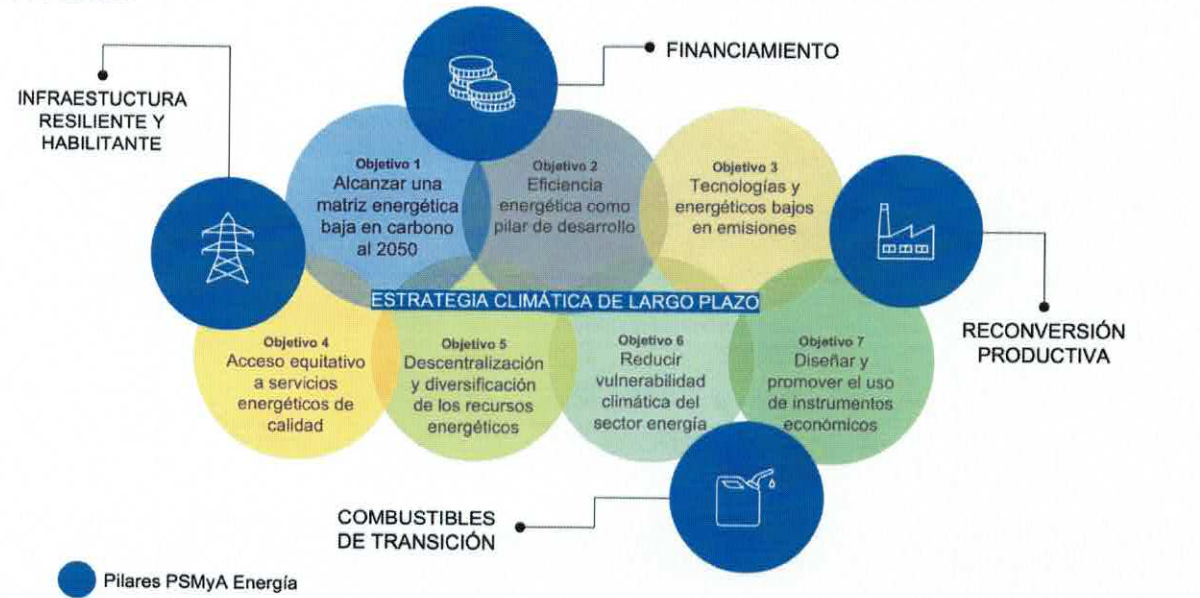 FINANCIAMIENTO
INFRAESTUCTURA
RESILIENTE Y
HABILITANTE
Objetivo 1
Alcanzar una
matriz energética
baja en carbono
al 2050
Objetivo 2
Eficiencia
energética como
pilar de desarrollo
Objetivo 3
Tecnologías y
energéticos bajos
en emisiones
ESTRATEGIA CLIMÁTICA DE LARGO PLAZO
RECONVERSIÓN
PRODUCTIVA
Objetivo 4
Acceso equitativo
a servicios
energéticos de
calidad
Objetivo 5
Descentralización
y diversificación
de los recursos
energéticos
Objetivo 6
Reducir
vulnerabilidad
climática del
sector energía
Objetivo 7
Diseñar y
promover el uso
de instrumentos
económicos
COMBUSTIBLES
DE TRANSICIÓN
Pilares PSMyA Energía